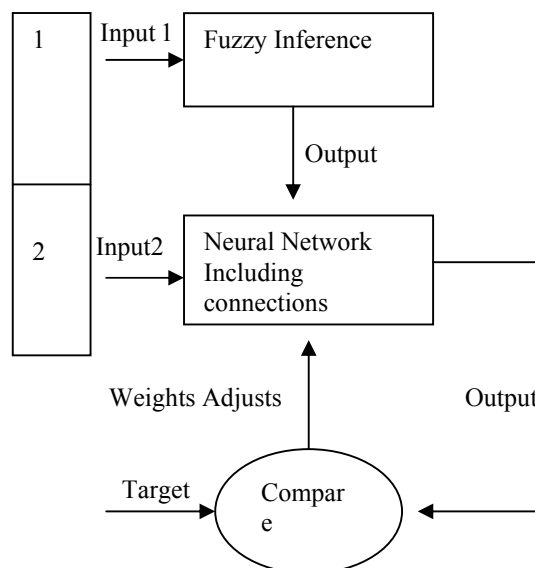 1
Input 1
Fuzzy Inference
Output
2
Input2
Neural Network
Including
connections
Weights Adjusts
Output
Target
Compar
e